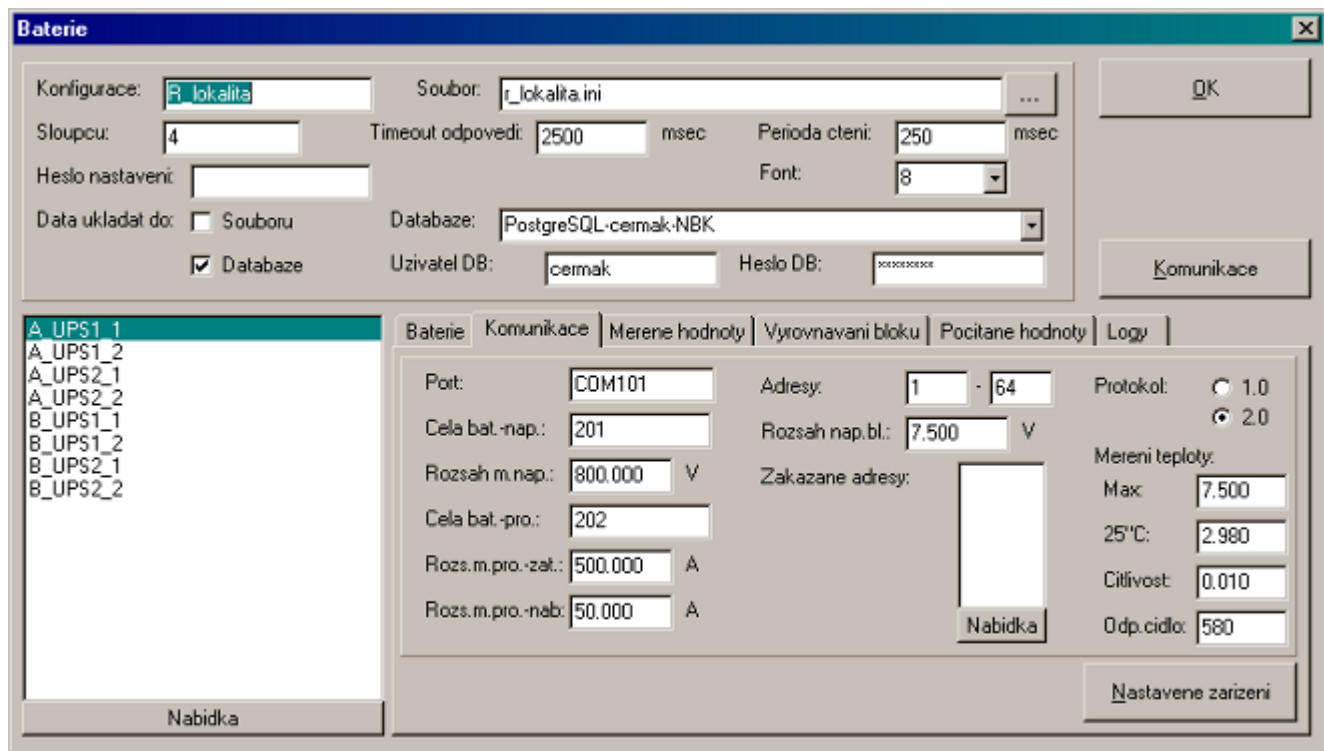 Baterie
Konfigurace: R_lokalita Soubor: r_lokalita.ini ... OK
Sloupcu: 4 Timeout odpovedi: 2500 msec Perioda cteni: 250 msec
Heslo nastaveni: Font: 8
Data ukladat do: Souboru Databaze: PostgreSQL-cermak-NBK
Databaze Uzivatel DB: cermak Heslo DB: ******** Komunikace
A_UPS1_1
A_UPS1_2
A_UPS2_1
A_UPS2_2
B_UPS1_1
B_UPS1_2
B_UPS2_1
B_UPS2_2
Nabidka
Baterie Komunikace Merene hodnoty Vyrovnavani bloku Pocitane hodnoty Logy
Port: COM101 Adresy: 1 - 64 Protokol: 1.0
2.0
Cela bat.-nap.: 201 Rozsah nap.bl.: 7.500 V
Rozsah m.nap.: 800.000 V Zakazane adresy: Mereni teploty:
Max: 7.500
Cela bat.-pro.: 202 25"C: 2.980
Rozs.m.pro.-zat.: 500.000 A Citlivost: 0.010
Rozs.m.pro.-nab: 50.000 A Nabidka Odp.cidlo: 580
Nastavene zarizeni